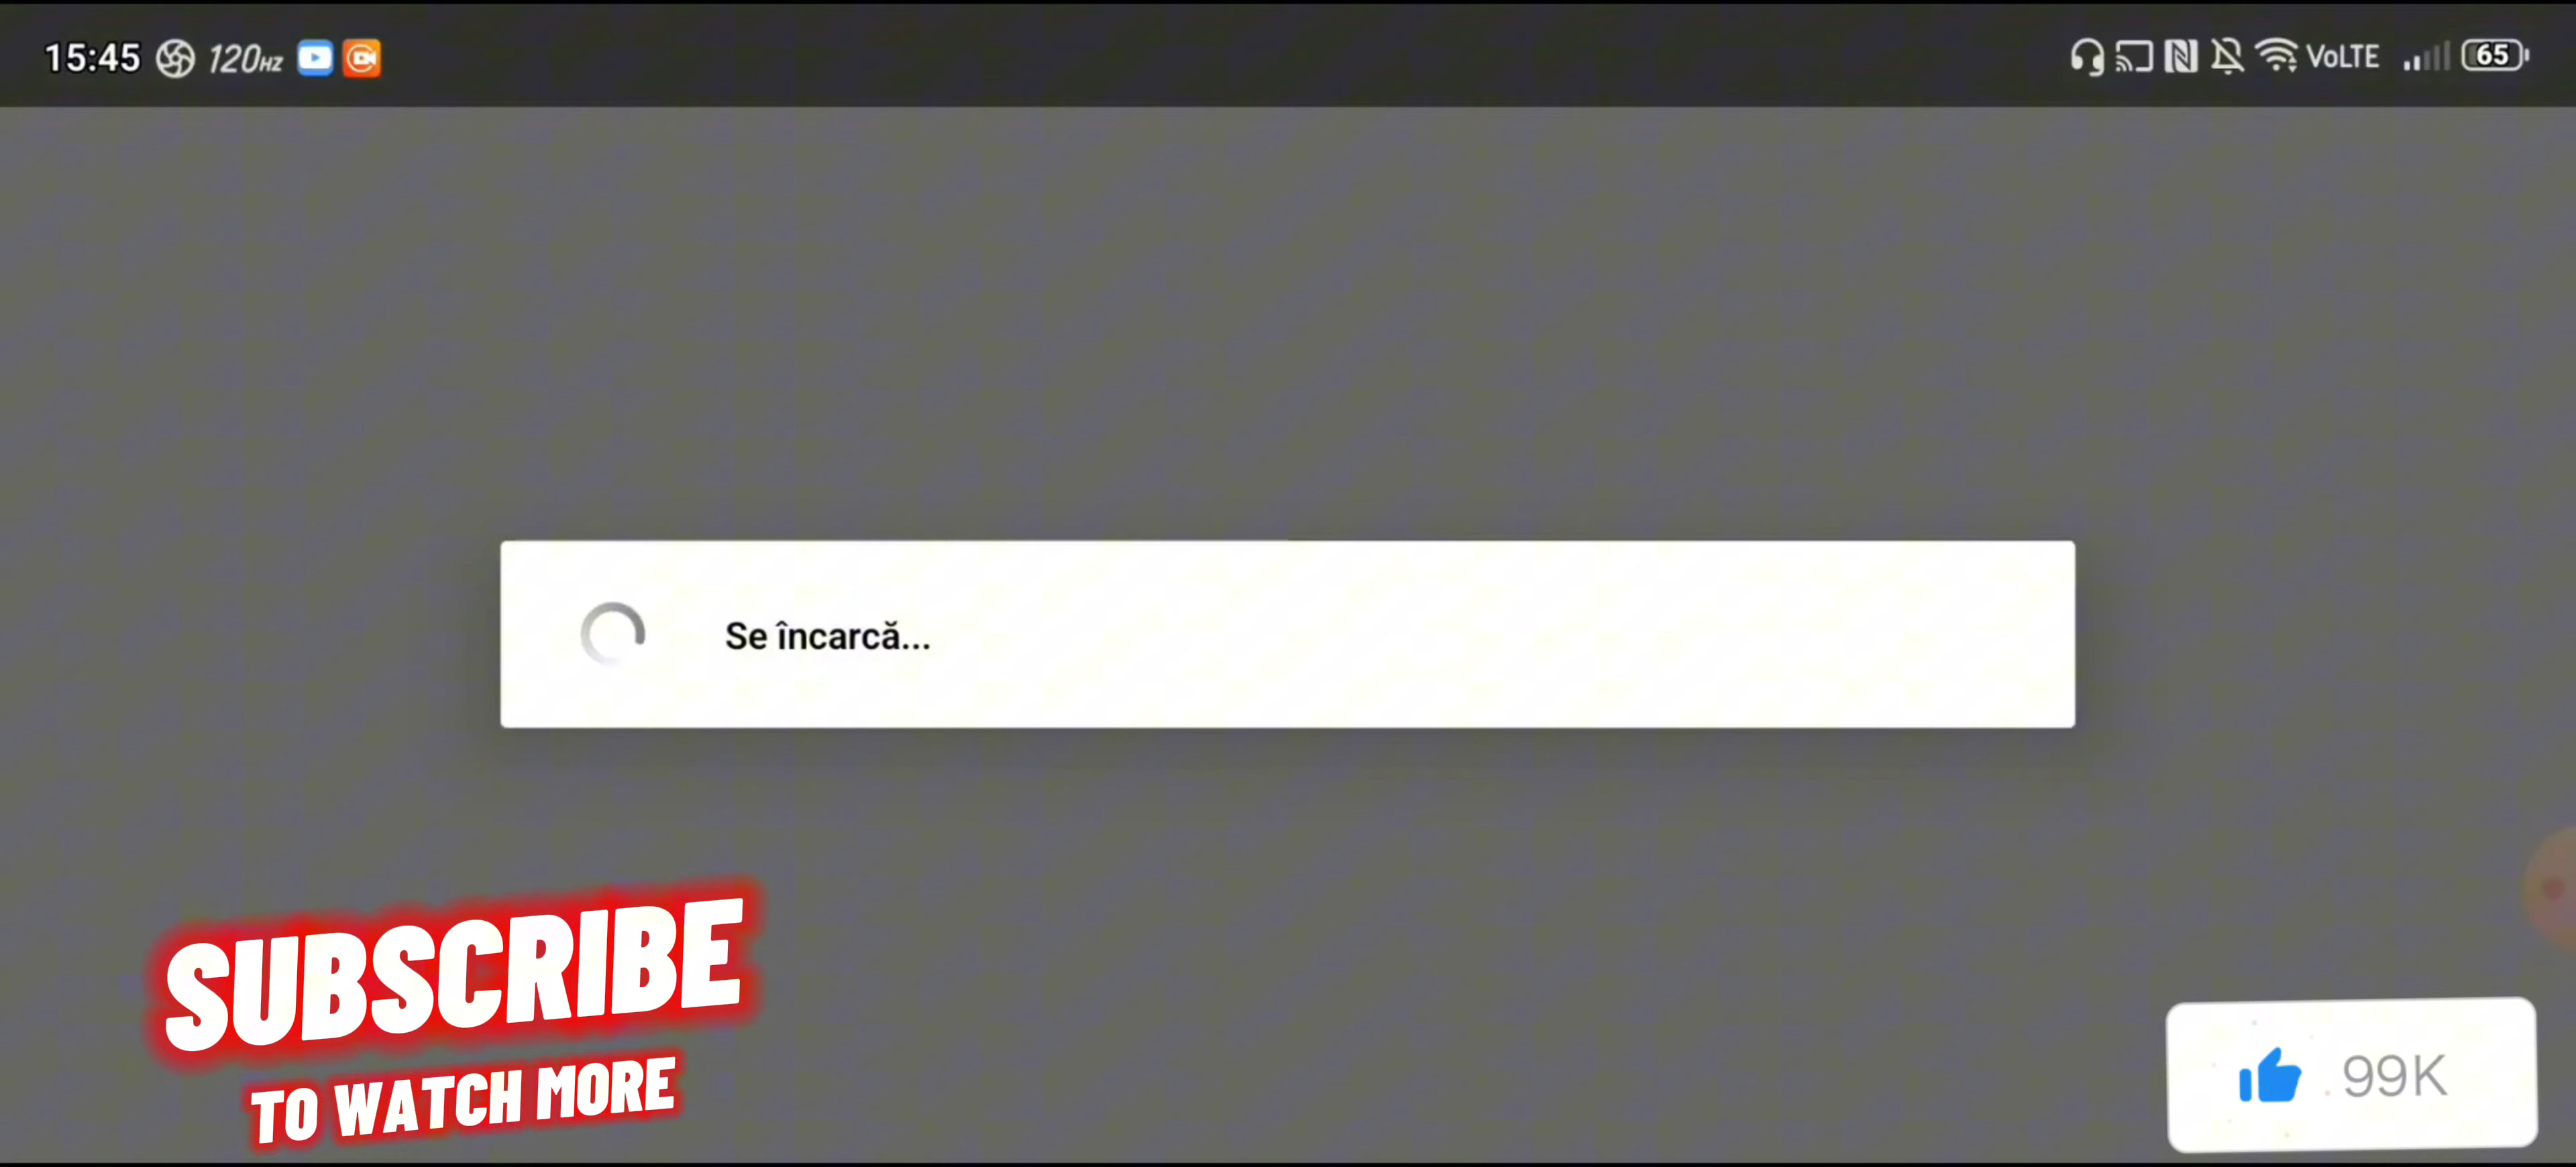 15:45 120HZ VoLTE 65
Se încarcă...
SUBSCRIBE
TO WATCH MORE
99K